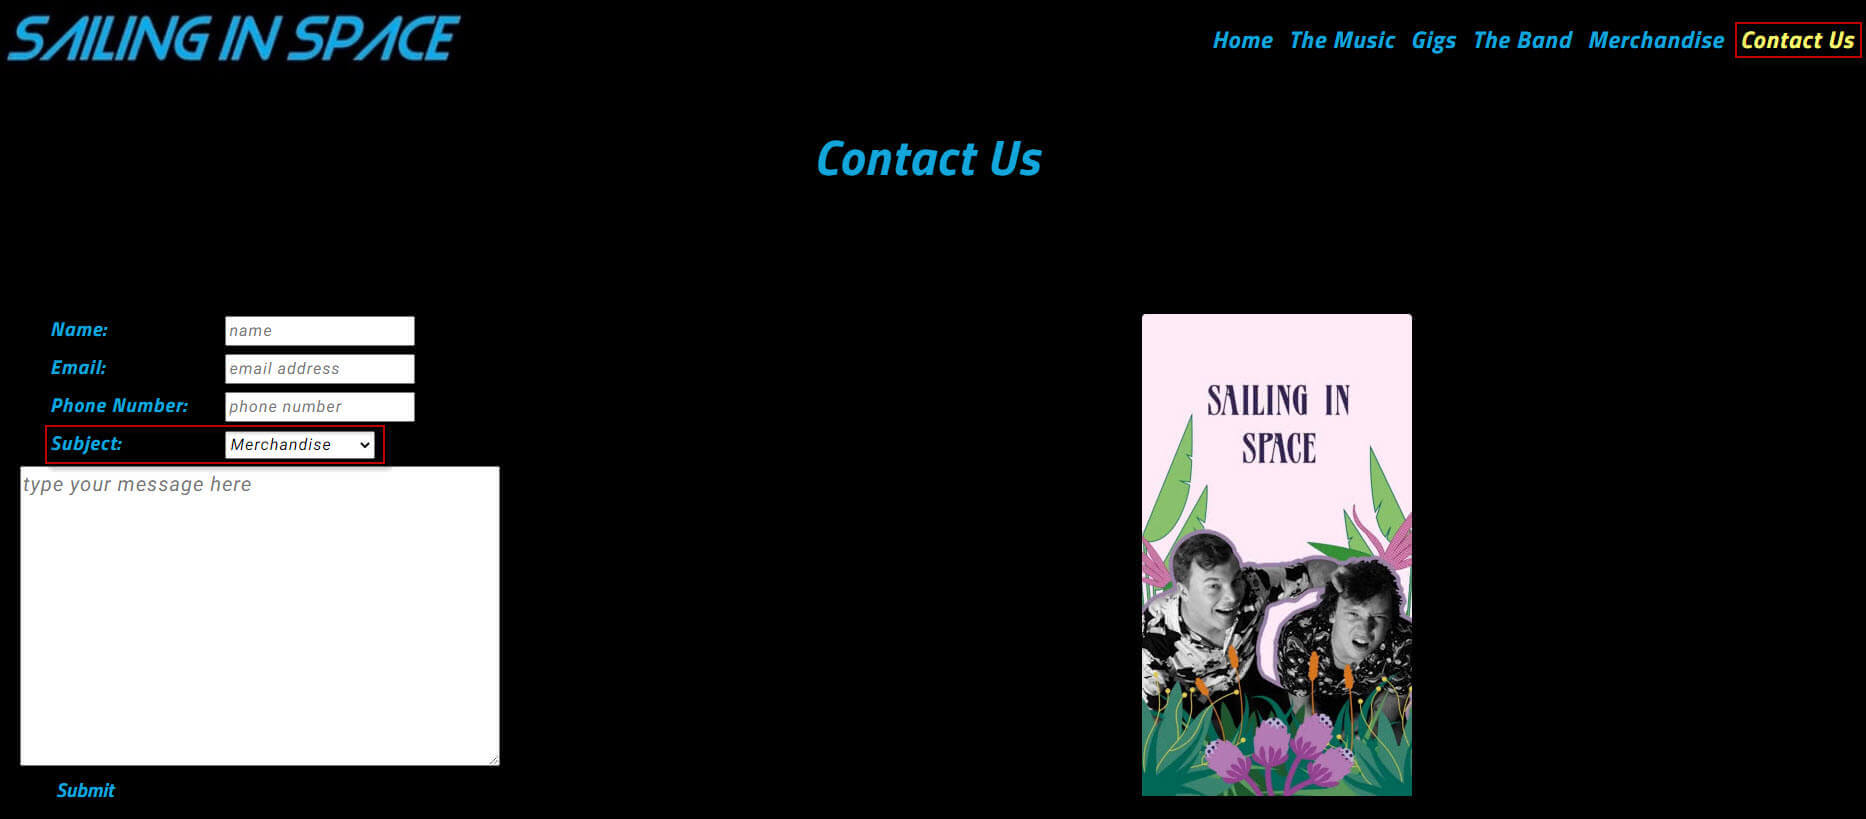 SAILING IN SPACE
Home The Music Gigs The Band Merchandise Contact Us
Contact Us
Name: name
Email: email address
Phone Number: phone number
Subject: Merchandise
type your message here
Submit
SAILING IN
SPACE